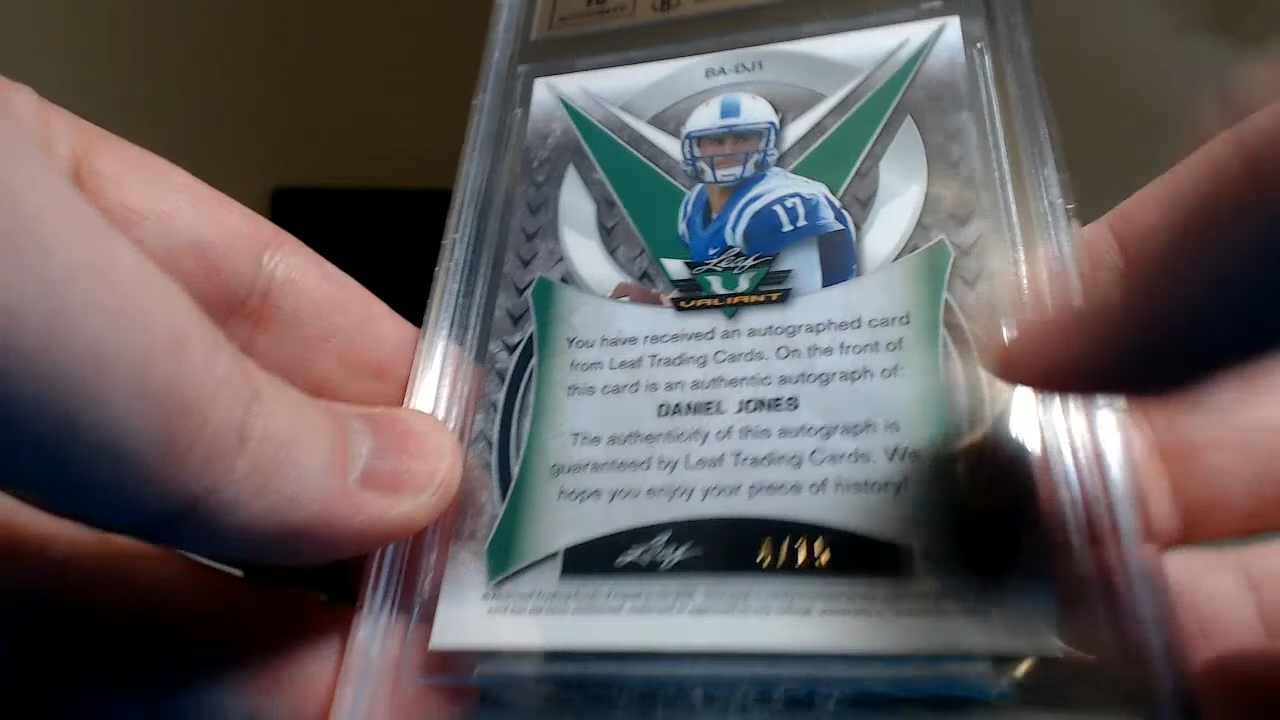 BA-DJ1
17
Leaf
VALIANT
You have received an autographed card
from Leaf Trading Cards. On the front of
this card is an authentic autograph of:
DANIEL JONES
The authenticity of this autograph is
guaranteed by Leaf Trading Cards. We
hope you enjoy your piece of history!
Leaf